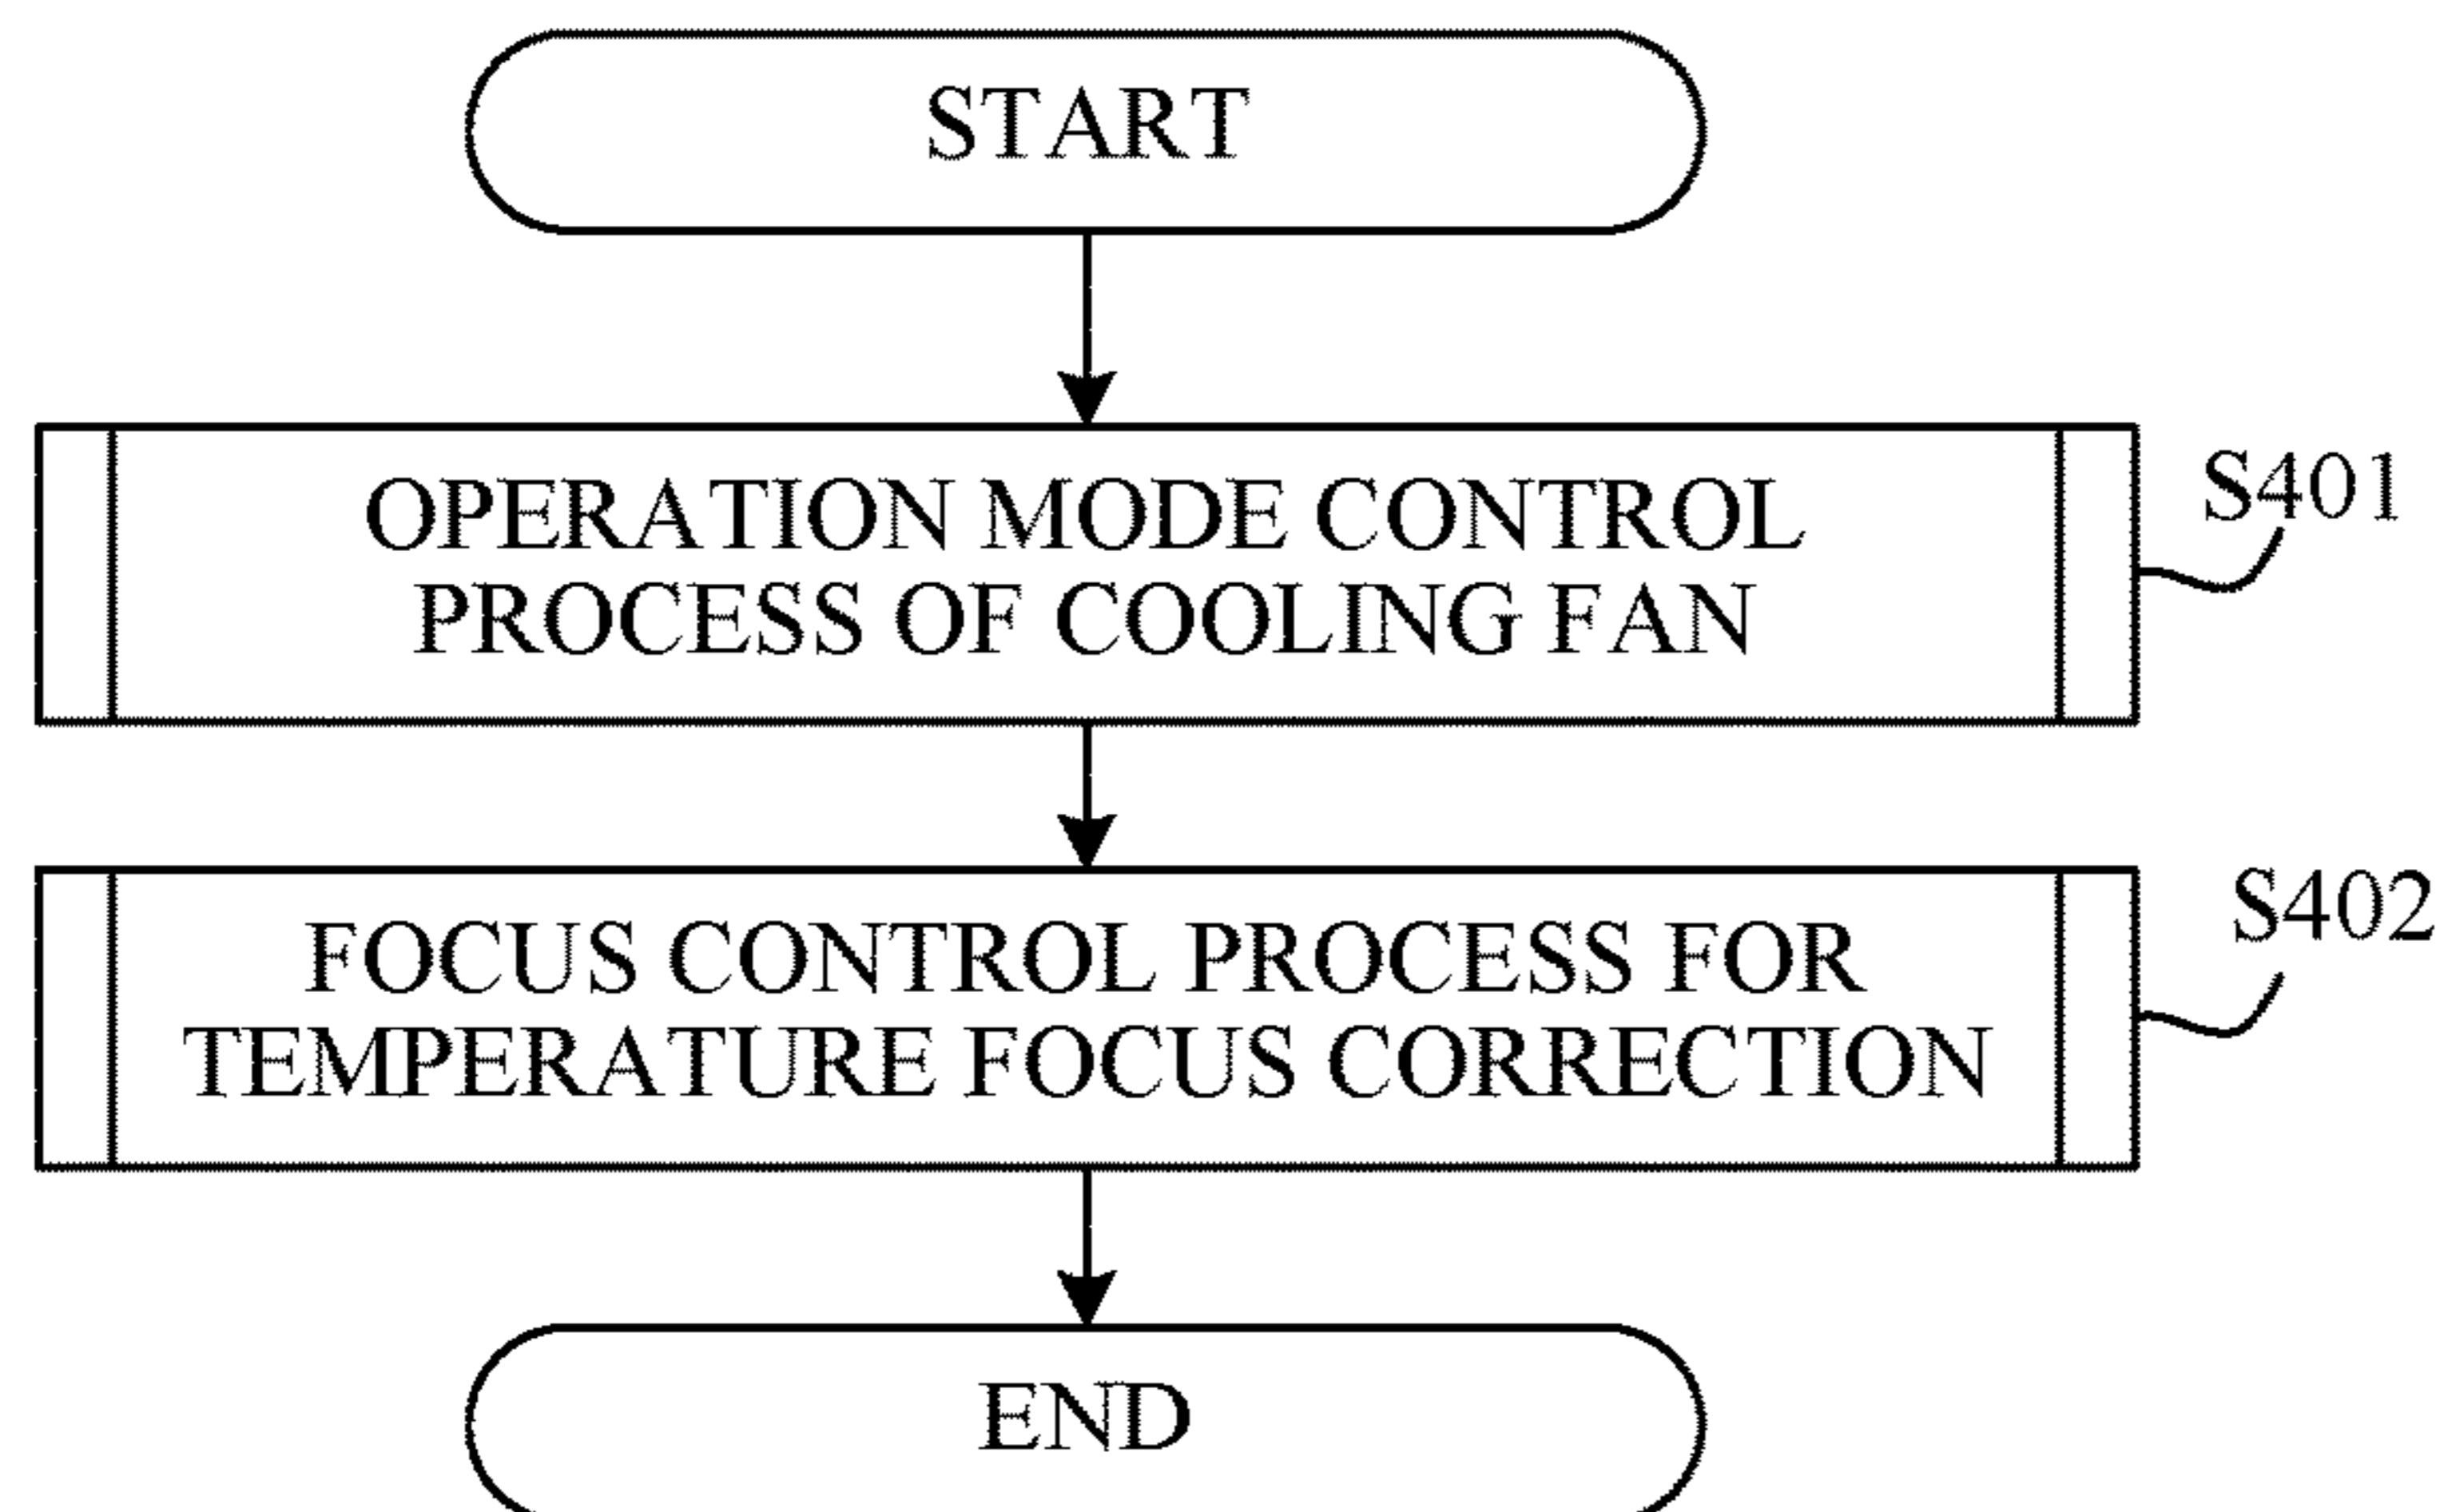 START
OPERATION MODE CONTROL
PROCESS OF COOLING FAN
S401
FOCUS CONTROL PROCESS FOR
TEMPERATURE FOCUS CORRECTION
S402
END